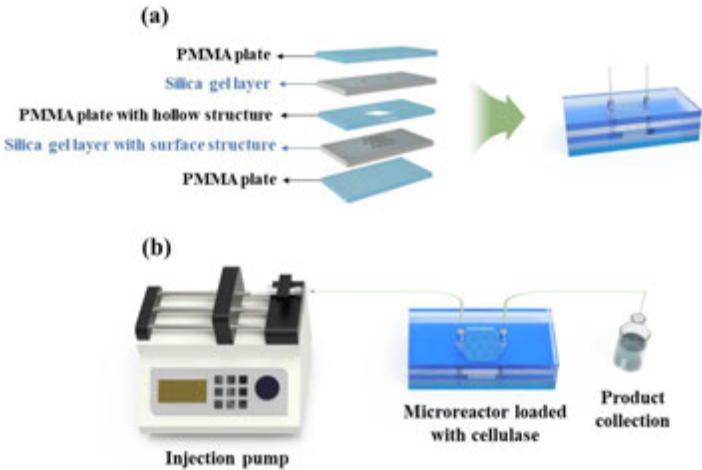 (a)
PMMA plate
Silica gel layer
PMMA plate with hollow structure
Silica gel layer with surface structure
PMMA plate
(b)
Injection pump
Microreactor loaded
with cellulase
Product
collection